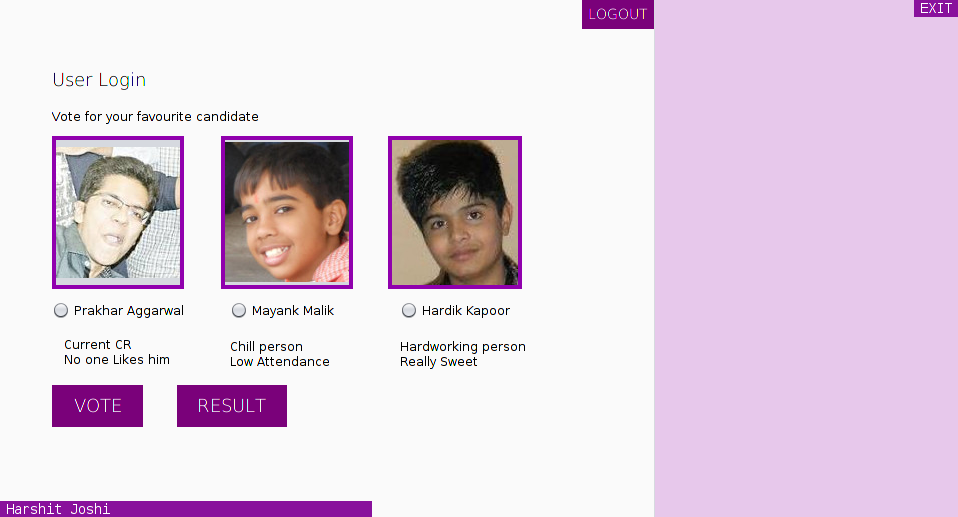 LOGOUT
EXIT
User Login
Vote for your favourite candidate
Prakhar Aggarwal
Mayank Malik
Hardik Kapoor
Current CR
No one Likes him
Chill person
Low Attendance
Hardworking person
Really Sweet
VOTE
RESULT
Harshit Joshi